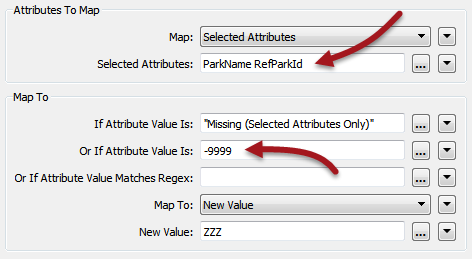 Attributes To Map
Map: Selected Attributes
Selected Attributes: ParkName RefParkId ...
Map To
If Attribute Value Is: "Missing (Selected Attributes Only)" ...
Or If Attribute Value Is: -9999 ...
Or If Attribute Value Matches Regex: ...
Map To: New Value
New Value: ZZZ ...